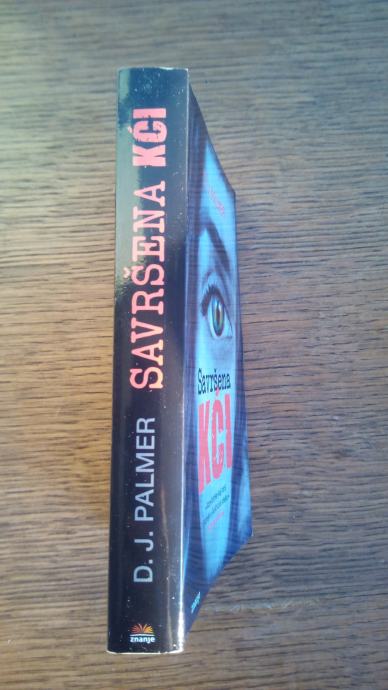 D. J. PALMER SAVRŠENA KĆI
znanje
Savršena
KĆI